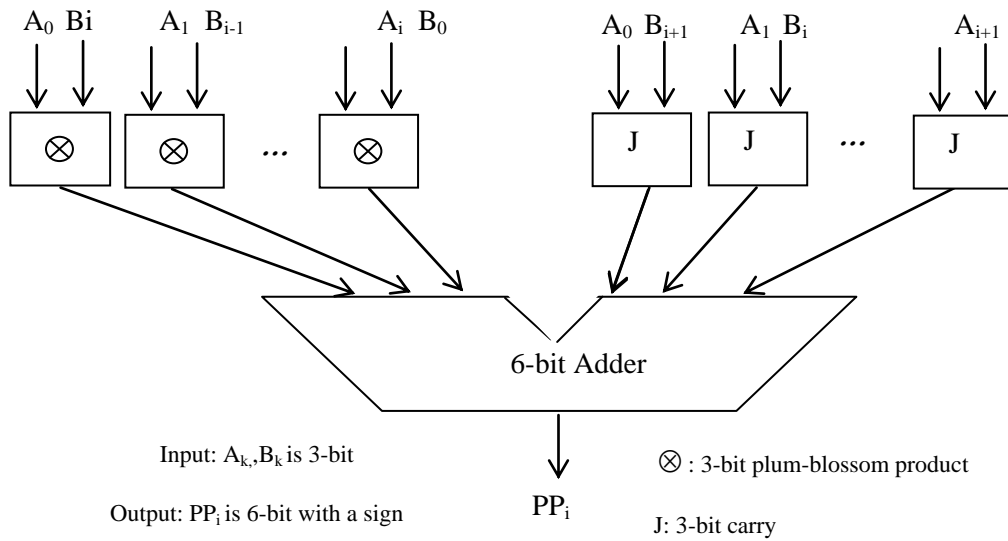 A₀ Bi A₁ Bᵢ₋₁ Aᵢ B₀ A₀ Bᵢ₊₁ A₁ Bᵢ Aᵢ₊₁
⊗ ⊗ ... ⊗ J J ... J
6-bit Adder
Input: Aₖ,,Bₖ is 3-bit
⊗ : 3-bit plum-blossom product
Output: PPᵢ is 6-bit with a sign
PPᵢ
J: 3-bit carry